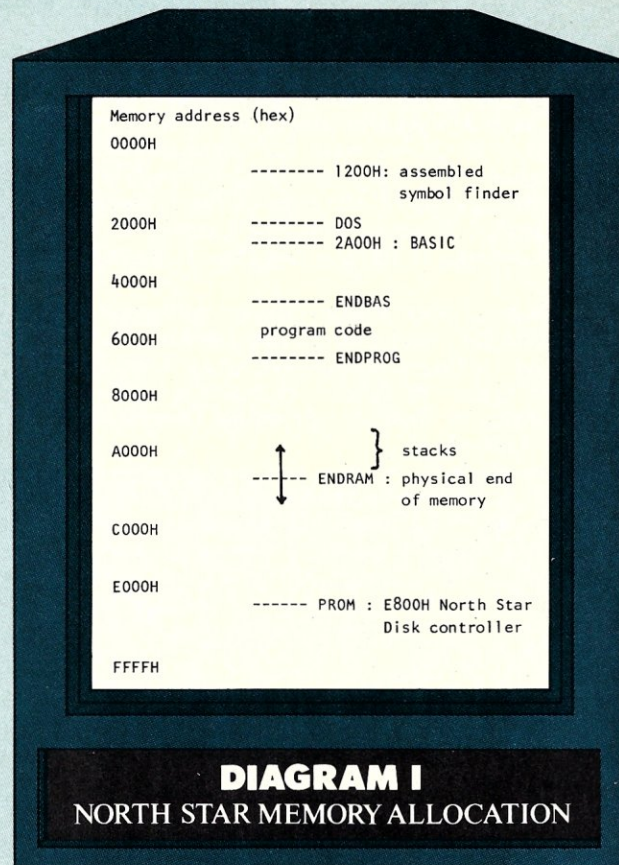 Memory address (hex)
0000H
-------- 1200H: assembled
symbol finder
2000H -------- DOS
-------- 2A00H : BASIC
4000H
-------- ENDBAS
program code
6000H
-------- ENDPROG
8000H
A000H } stacks
------ ENDRAM : physical end
of memory
C000H
E000H
------ PROM : E800H North Star
Disk controller
FFFFH
DIAGRAM I
NORTH STAR MEMORY ALLOCATION